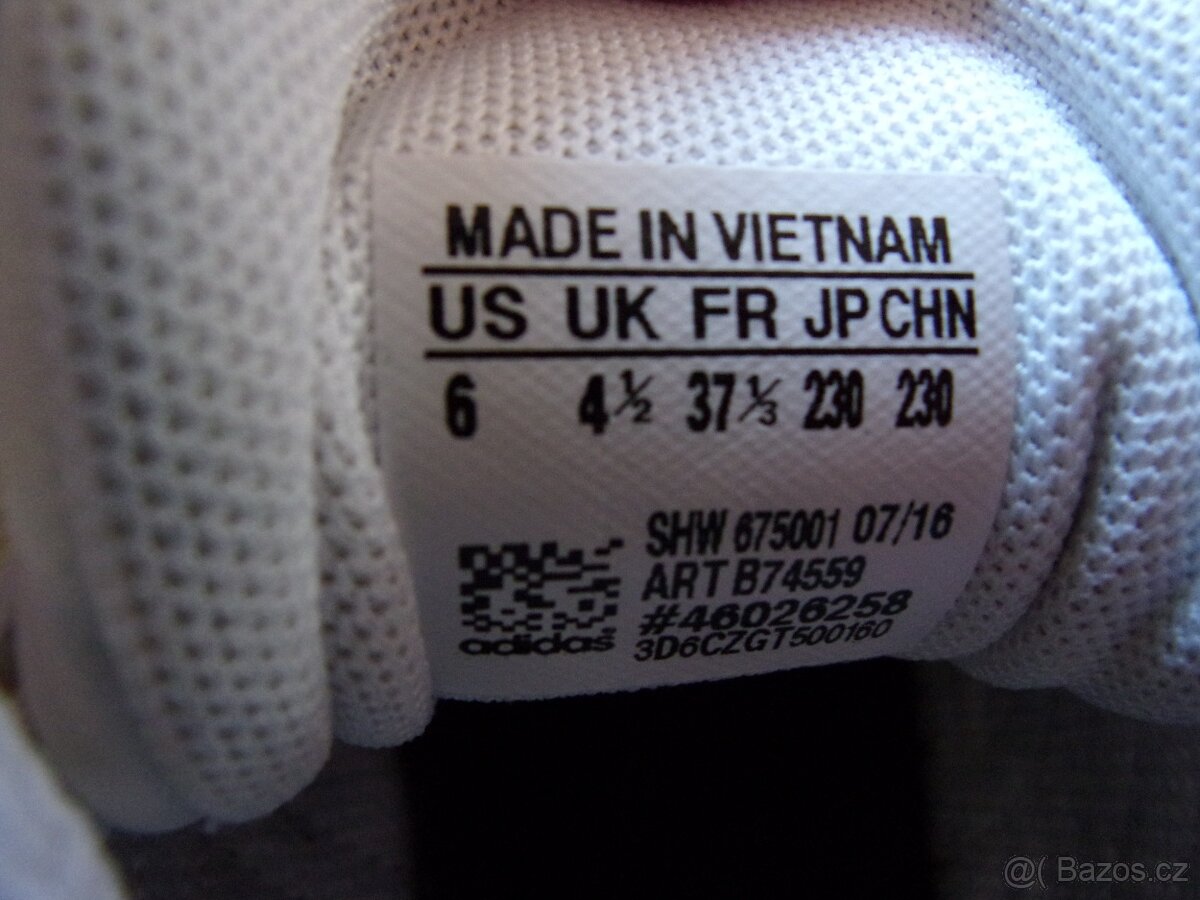 MADE IN VIETNAM
US UK FR JP CHN
6 4½ 37⅓ 230 230
SHW 675001 07/16
ART B74559
#46026258
3D6CZGT500160
adidas
@( Bazos.cz